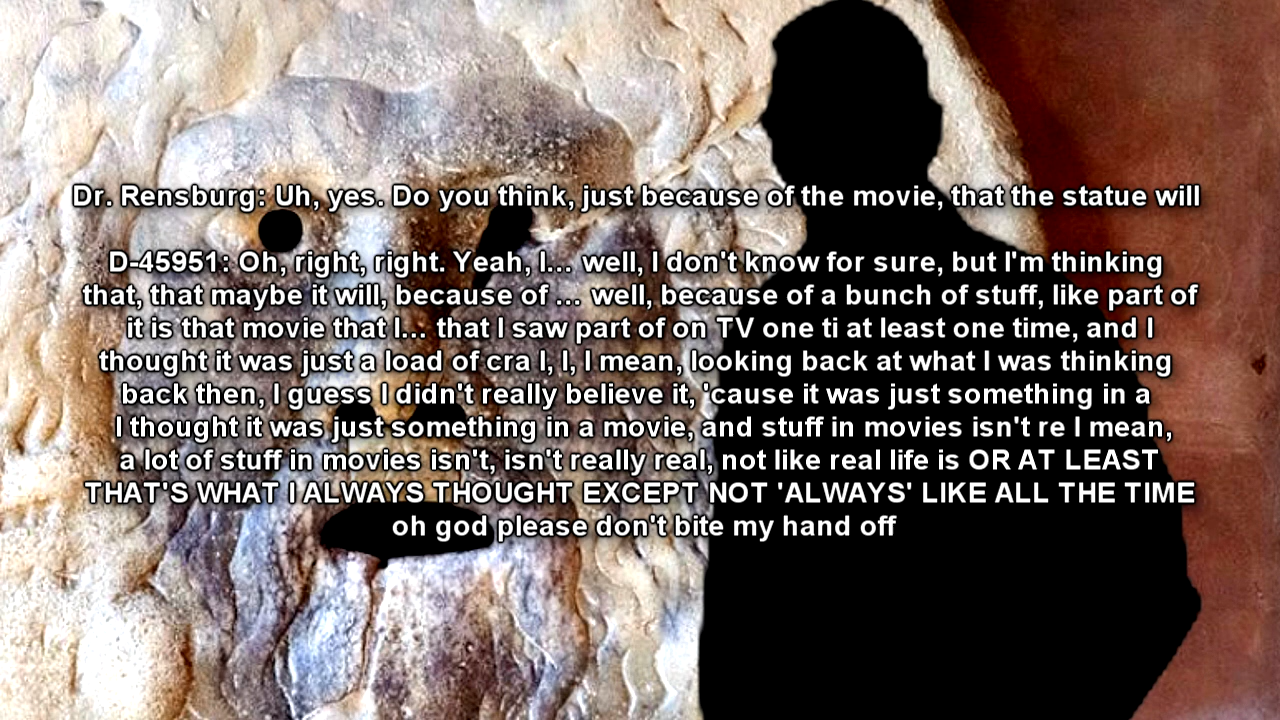 Dr. Rensburg: Uh, yes. Do you think, just because of the movie, that the statue will
D-45951: Oh, right, right. Yeah, I... well, I don't know for sure, but I'm thinking
that, that maybe it will, because of ... well, because of a bunch of stuff, like part of
it is that movie that I... that I saw part of on TV one ti at least one time, and I
thought it was just a load of cra I, I, I mean, looking back at what I was thinking
back then, I guess I didn't really believe it, 'cause it was just something in a
I thought it was just something in a movie, and stuff in movies isn't re I mean,
a lot of stuff in movies isn't, isn't really real, not like real life is OR AT LEAST
THAT'S WHAT I ALWAYS THOUGHT EXCEPT NOT 'ALWAYS' LIKE ALL THE TIME
oh god please don't bite my hand off